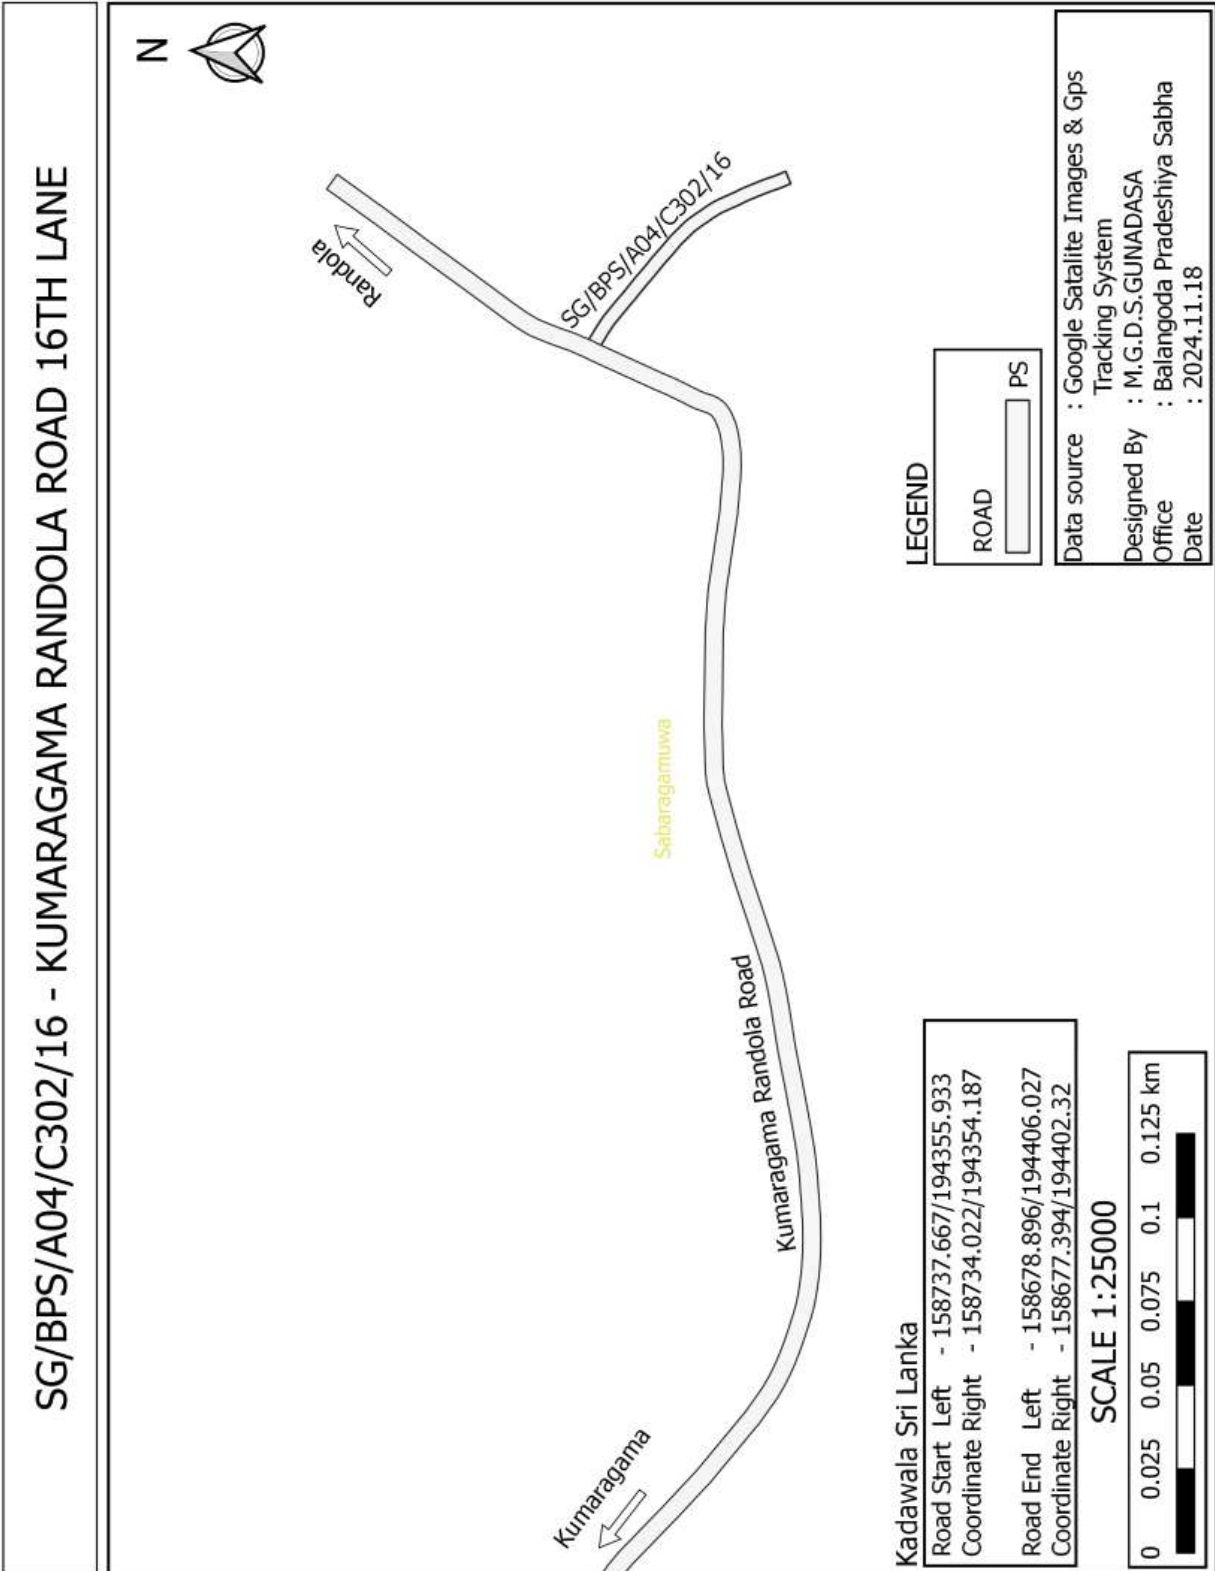 SG/BPS/A04/C302/16 - KUMARAGAMA RANDOLA ROAD 16TH LANE
N
Randola
SG/BPS/A04/C302/16
Sabaragamuwa
Kumaragama Randola Road
Kumaragama
Kadawala Sri Lanka
Road Start Left - 158737.667/194355.933
Coordinate Right - 158734.022/194354.187
Road End Left - 158678.896/194406.027
Coordinate Right - 158677.394/194402.32
SCALE 1:25000
0 0.025 0.05 0.075 0.1 0.125 km
LEGEND
ROAD
PS
Data source : Google Satalite Images & Gps
Tracking System
Designed By : M.G.D.S.GUNADASA
Office : Balangoda Pradeshiya Sabha
Date : 2024.11.18